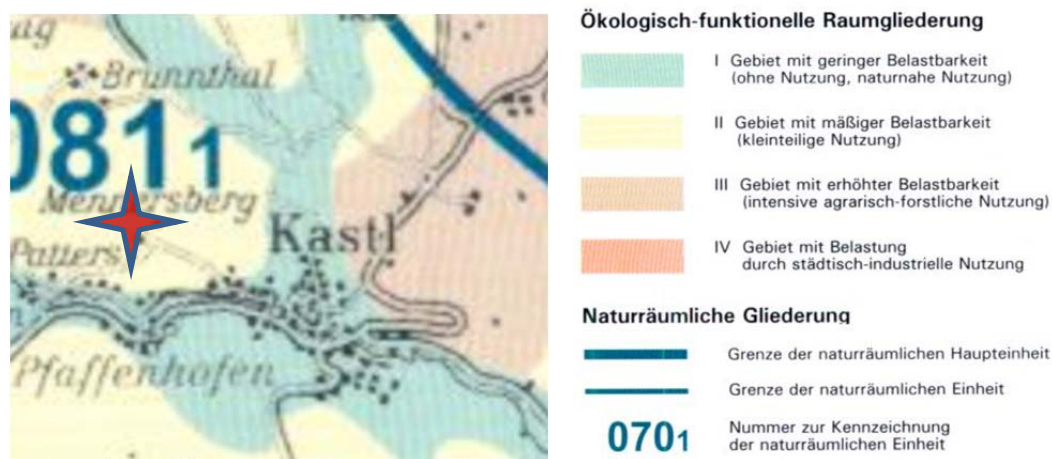 Brunnthal
0811
Mennersberg
Kastl
Patters
Pfaffenhofen
Ökologisch-funktionelle Raumgliederung
I Gebiet mit geringer Belastbarkeit
(ohne Nutzung, naturnahe Nutzung)
II Gebiet mit mäßiger Belastbarkeit
(kleinteilige Nutzung)
III Gebiet mit erhöhter Belastbarkeit
(intensive agrarisch-forstliche Nutzung)
IV Gebiet mit Belastung
durch städtisch-industrielle Nutzung
Naturräumliche Gliederung
Grenze der naturräumlichen Haupteinheit
Grenze der naturräumlichen Einheit
0701 Nummer zur Kennzeichnung
der naturräumlichen Einheit